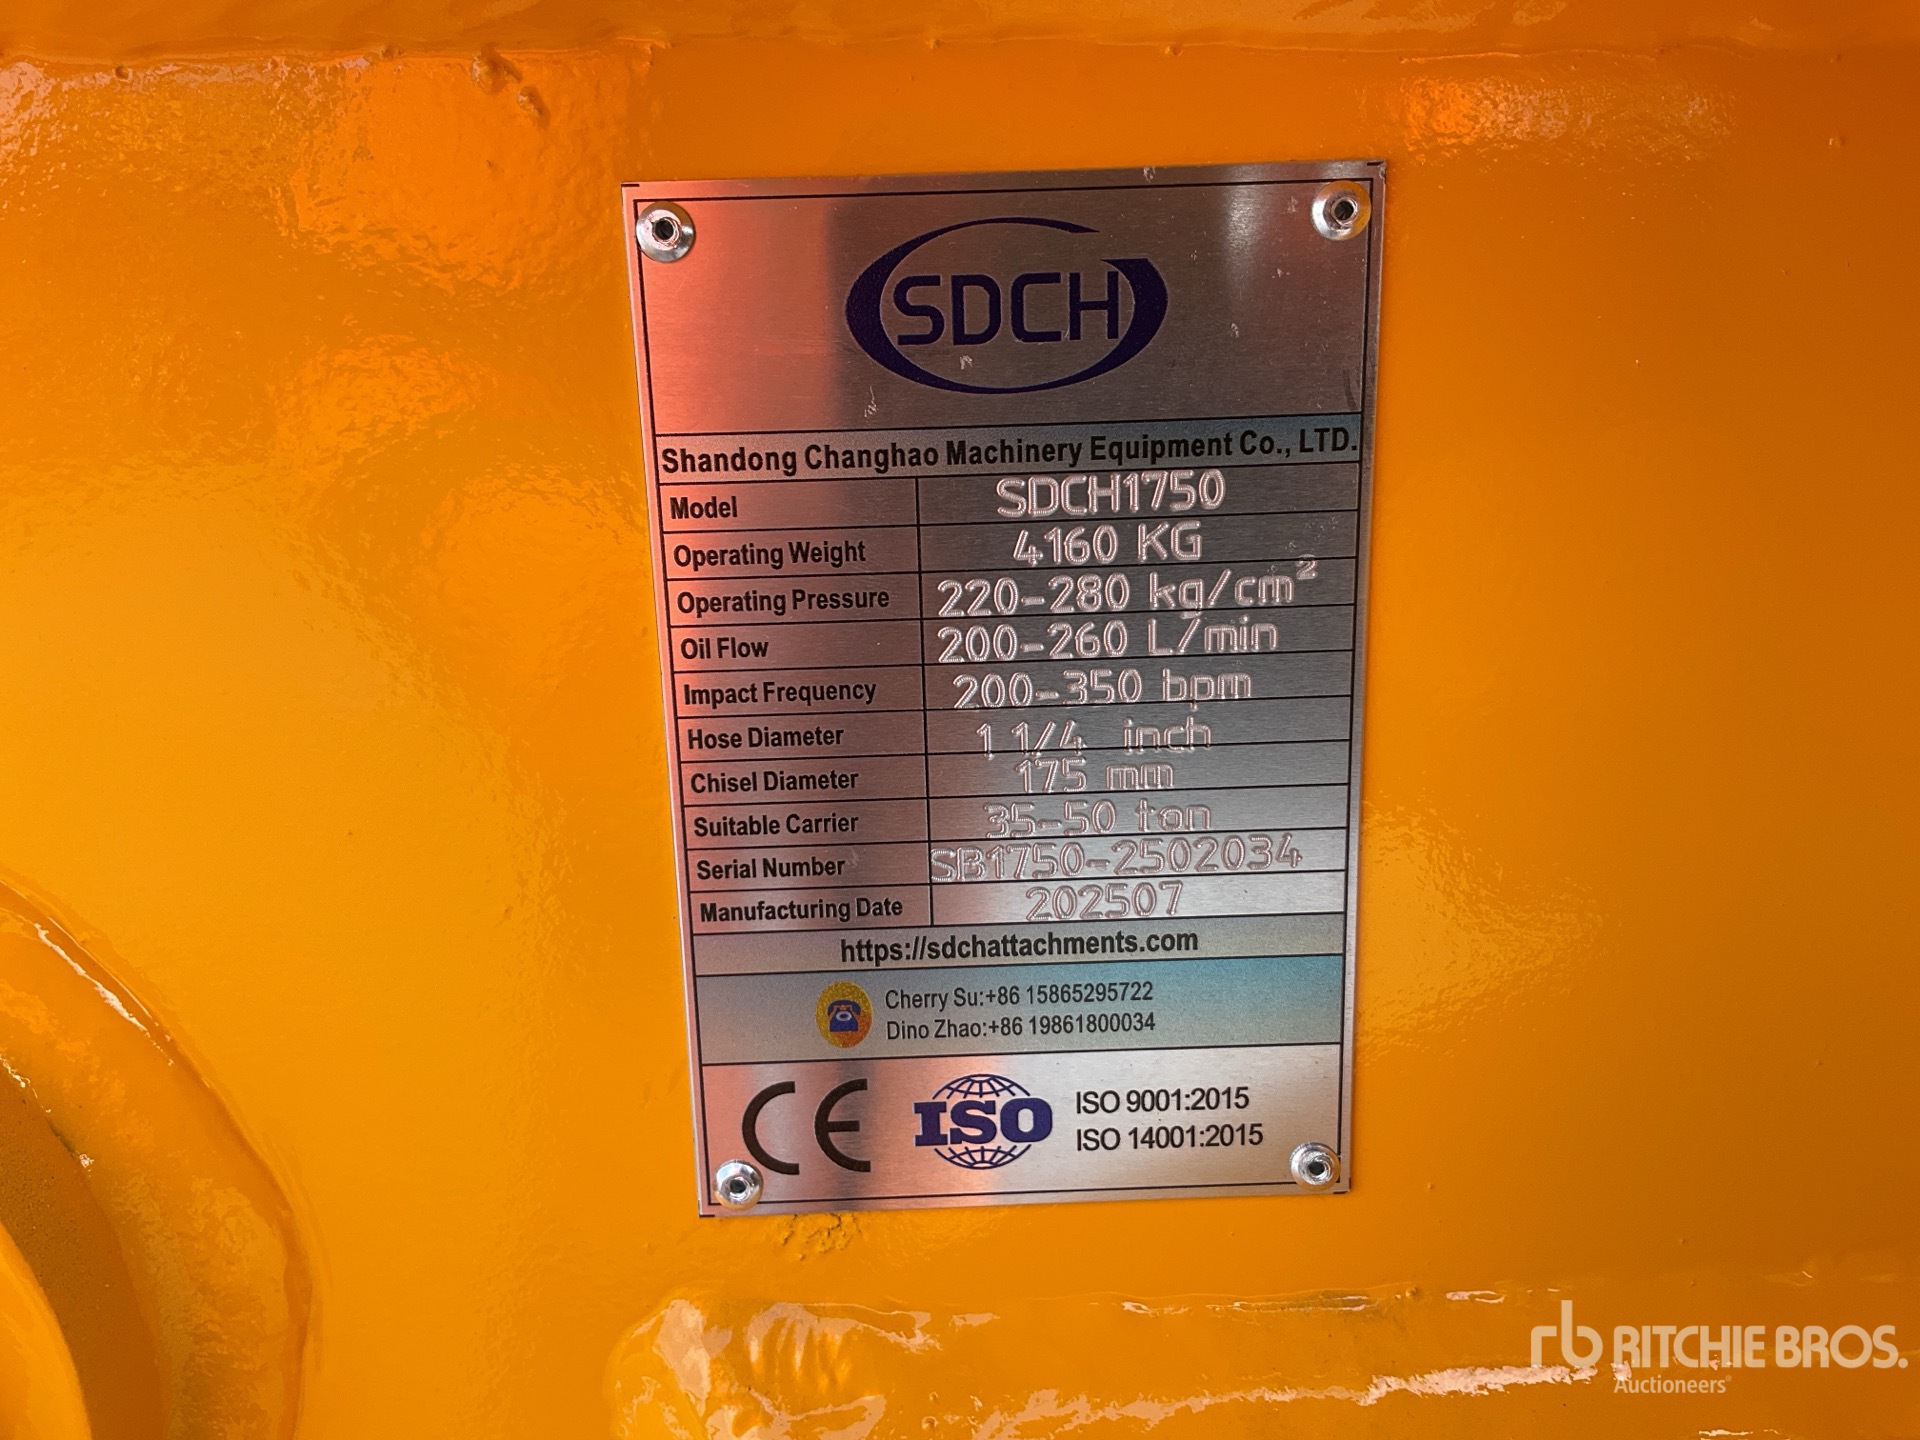 SDCH
Shandong Changhao Machinery Equipment Co., LTD.
Model SDCH1750
Operating Weight 4160 KG
Operating Pressure 220-280 kg/cm²
Oil Flow 200-260 L/min
Impact Frequency 200-350 bpm
Hose Diameter 1 1/4 inch
Chisel Diameter 175 mm
Suitable Carrier 35-50 ton
Serial Number SB1750-2502034
Manufacturing Date 202507
https://sdchattachments.com
Cherry Su:+86 15865295722
Dino Zhao:+86 19861800034
CE ISO ISO 9001:2015
ISO 14001:2015
rb RITCHIE BROS.
Auctioneers